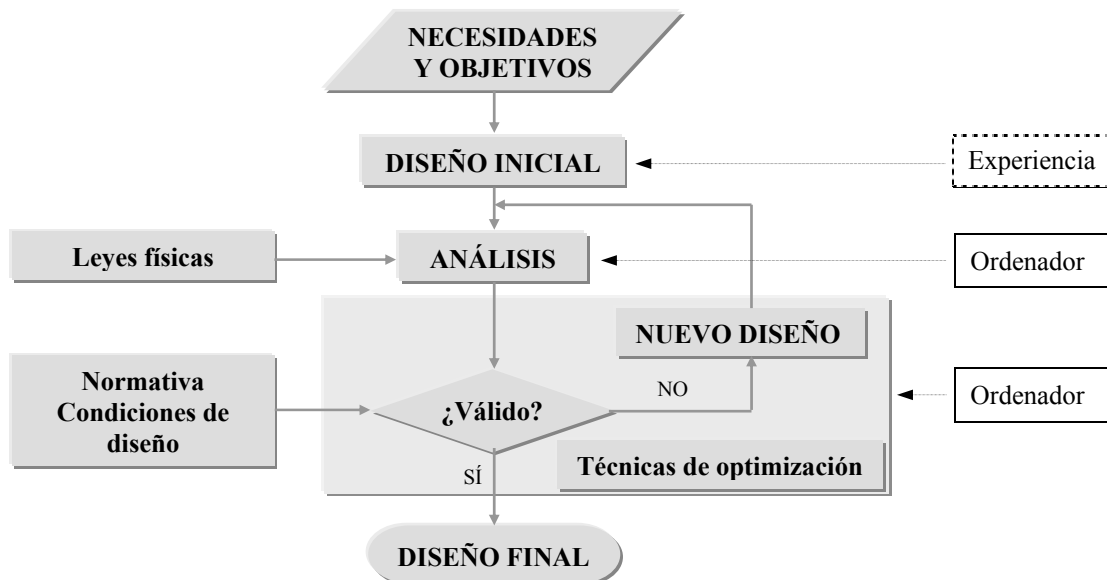 NECESIDADES
Y OBJETIVOS
DISEÑO INICIAL
Experiencia
Leyes físicas
ANÁLISIS
Ordenador
NUEVO DISEÑO
Normativa
Condiciones de
diseño
¿Válido?
NO
Ordenador
Técnicas de optimización
SÍ
DISEÑO FINAL